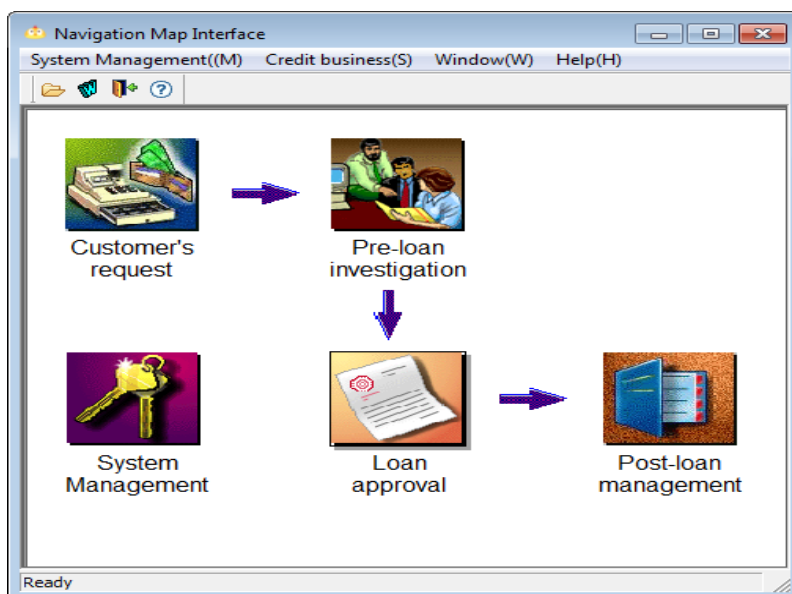 Navigation Map Interface
System Management((M) Credit business(S) Window(W) Help(H)
Customer's
request
Pre-loan
investigation
System
Management
Loan
approval
Post-loan
management
Ready